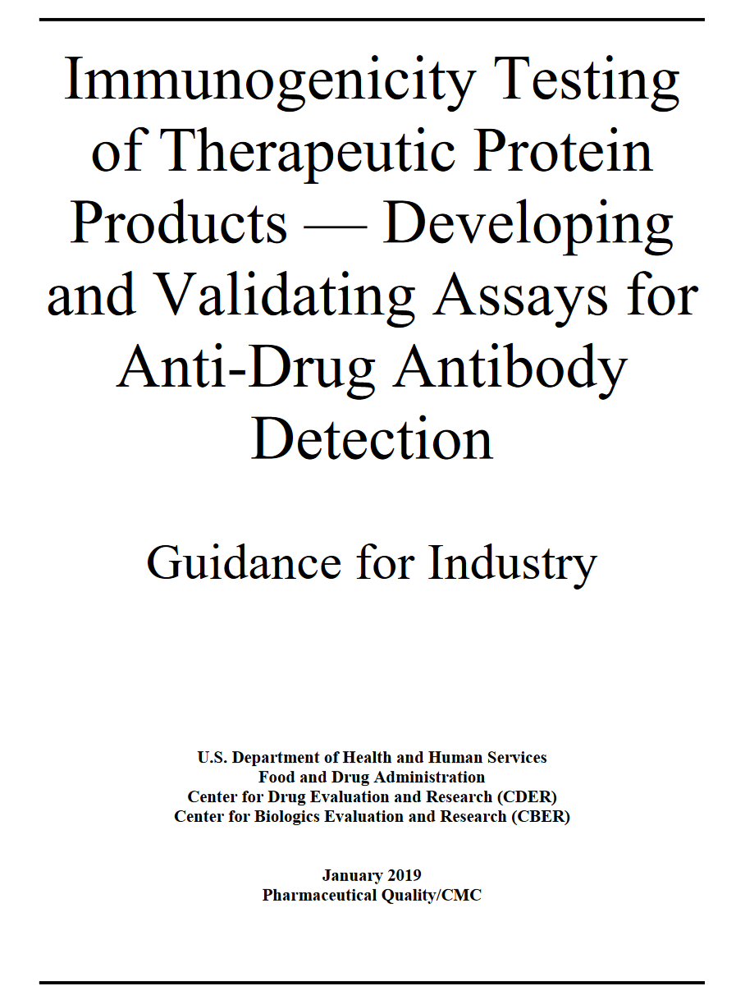 Immunogenicity Testing
of Therapeutic Protein
Products — Developing
and Validating Assays for
Anti-Drug Antibody
Detection
Guidance for Industry
U.S. Department of Health and Human Services
Food and Drug Administration
Center for Drug Evaluation and Research (CDER)
Center for Biologics Evaluation and Research (CBER)
January 2019
Pharmaceutical Quality/CMC